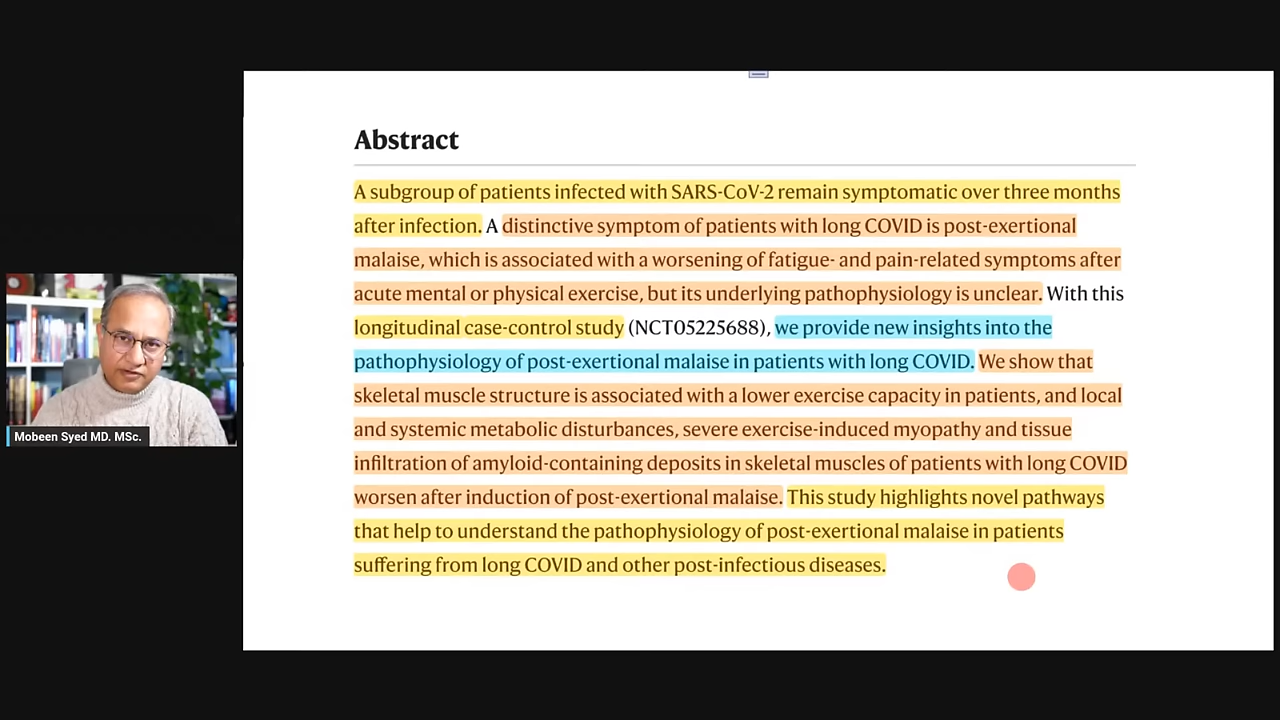 Abstract
A subgroup of patients infected with SARS-CoV-2 remain symptomatic over three months
after infection. A distinctive symptom of patients with long COVID is post-exertional
malaise, which is associated with a worsening of fatigue- and pain-related symptoms after
acute mental or physical exercise, but its underlying pathophysiology is unclear. With this
longitudinal case-control study (NCT05225688), we provide new insights into the
pathophysiology of post-exertional malaise in patients with long COVID. We show that
skeletal muscle structure is associated with a lower exercise capacity in patients, and local
and systemic metabolic disturbances, severe exercise-induced myopathy and tissue
infiltration of amyloid-containing deposits in skeletal muscles of patients with long COVID
worsen after induction of post-exertional malaise. This study highlights novel pathways
that help to understand the pathophysiology of post-exertional malaise in patients
suffering from long COVID and other post-infectious diseases.
Mobeen Syed MD. MSc.